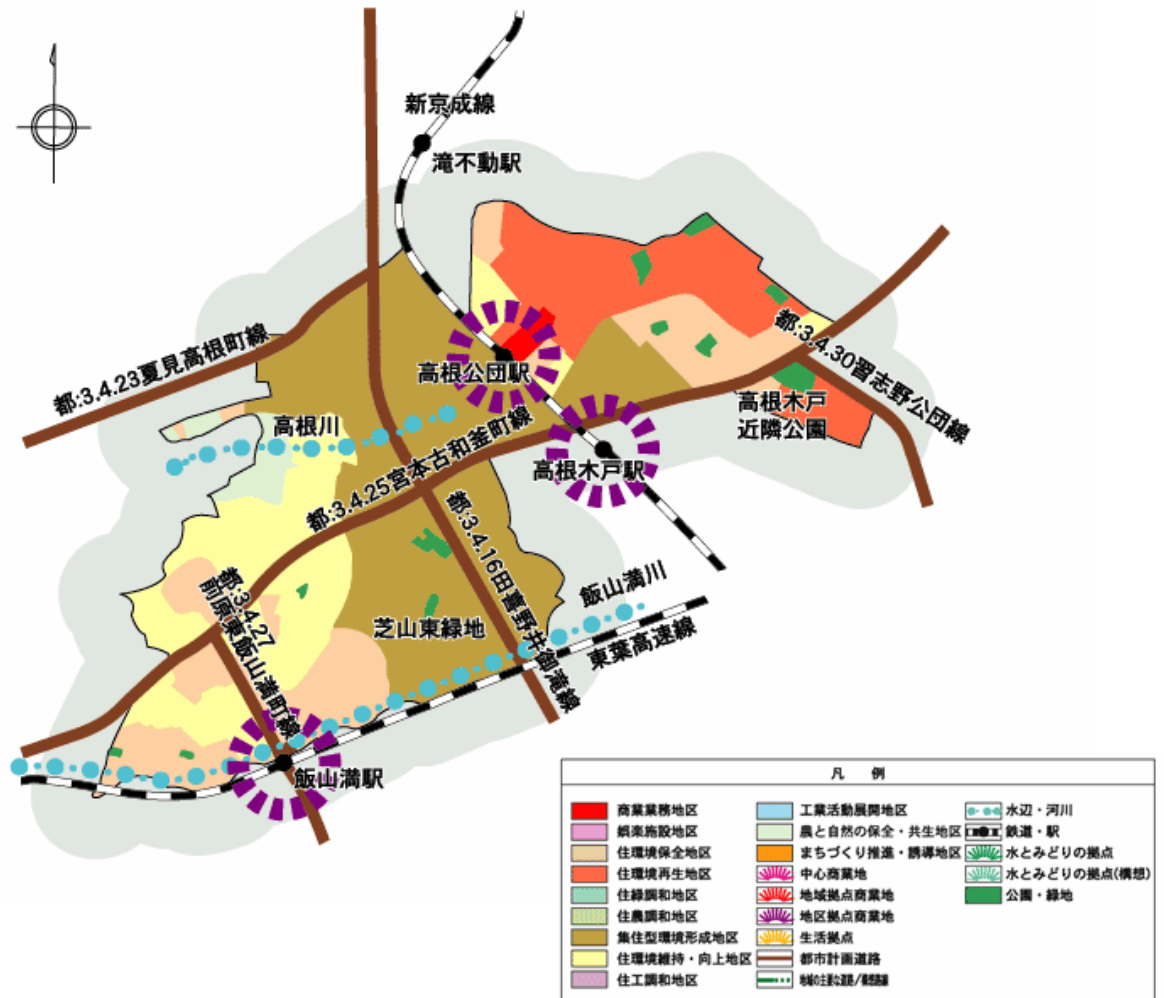 新京成線
滝不動駅
都:3.4.23夏見高根町線
高根公団駅
都:3.4.30習志野公団線
高根川
高根木戸
近隣公園
都:3.4.25宮本古和釜町線
高根木戸駅
都:3.4.16田喜野井御滝線
飯山満川
都:3.4.27
前原東飯山満町線
芝山東緑地
東葉高速線
飯山満駅
凡 例
商業業務地区
娯楽施設地区
住環境保全地区
住環境再生地区
住緑調和地区
住農調和地区
集住型環境形成地区
住環境維持・向上地区
住工調和地区
工業活動展開地区
農と自然の保全・共生地区
まちづくり推進・誘導地区
中心商業地
地域拠点商業地
地区拠点商業地
生活拠点
都市計画道路
水辺・河川
鉄道・駅
水とみどりの拠点
水とみどりの拠点(構想)
公園・緑地